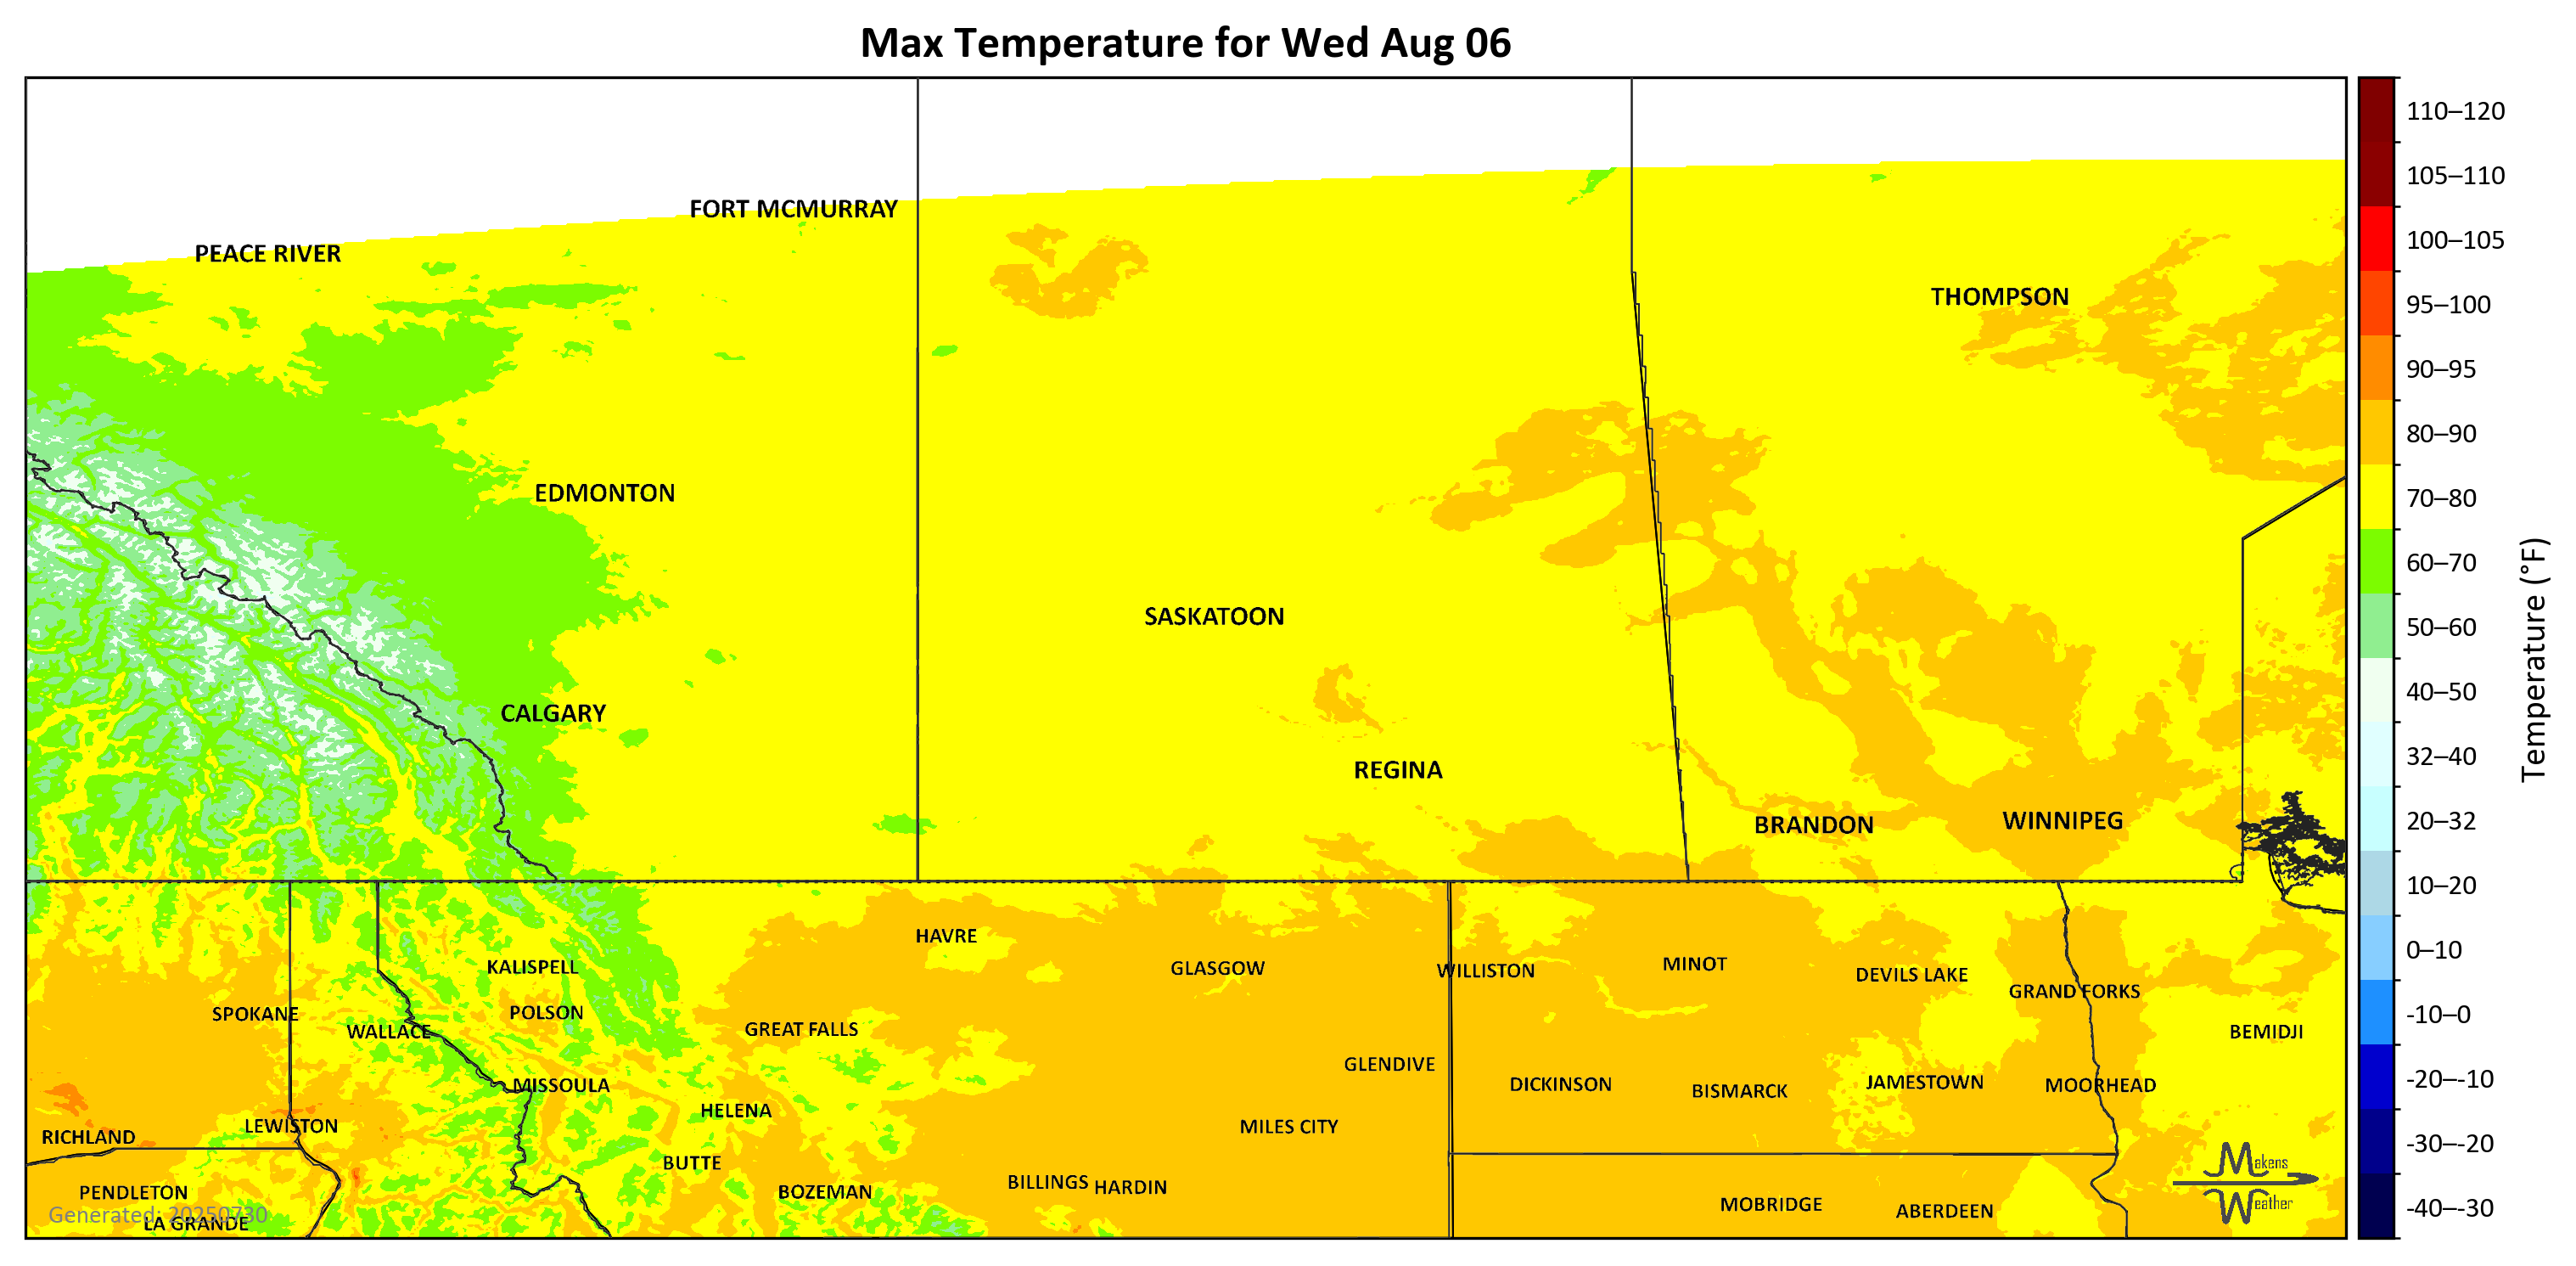 Max Temperature for Wed Aug 06
FORT MCMURRAY
PEACE RIVER
THOMPSON
EDMONTON
SASKATOON
CALGARY
REGINA
WINNIPEG
BRANDON
HAVRE
MINOT
KALISPELL
GLASGOW
WILLISTON
DEVILS LAKE
GRAND FORKS
POLSON
SPOKANE
GREAT FALLS
WALLACE
BEMIDJI
GLENDIVE
JAMESTOWN
DICKINSON
MISSOULA
MOORHEAD
BISMARCK
HELENA
LEWISTON
MILES CITY
RICHLAND
BUTTE
BILLINGS
HARDIN
PENDLETON
BOZEMAN
MOBRIDGE
ABERDEEN
Generated: 20250730
LA GRANDE
Makens
Weather
110–120
105–110
100–105
95–100
90–95
80–90
70–80
60–70
50–60
40–50
32–40
20–32
10–20
0–10
-10–0
-20–-10
-30–-20
-40–-30
Temperature (°F)